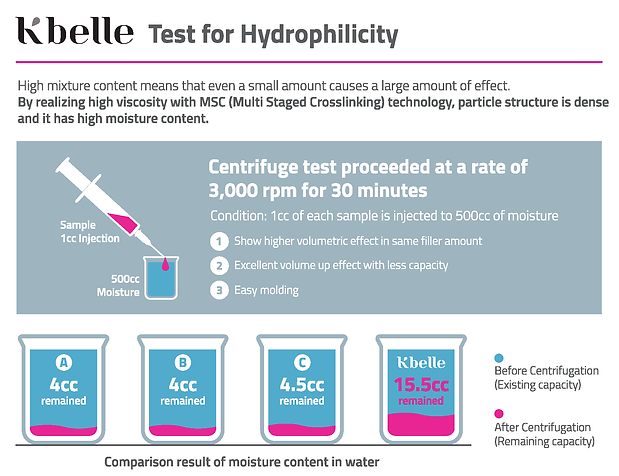 Kbelle Test for Hydrophilicity
High mixture content means that even a small amount causes a large amount of effect.
By realizing high viscosity with MSC (Multi Staged Crosslinking) technology, particle structure is dense
and it has high moisture content.
Centrifuge test proceeded at a rate of
3,000 rpm for 30 minutes
Condition: 1cc of each sample is injected to 500cc of moisture
Sample
1cc Injection
500cc
Moisture
1 Show higher volumetric effect in same filler amount
2 Excellent volume up effect with less capacity
3 Easy molding
A
4cc
remained
B
4cc
remained
C
4.5cc
remained
Kbelle
15.5cc
remained
Before Centrifugation
(Existing capacity)
After Centrifugation
(Remaining capacity)
Comparison result of moisture content in water